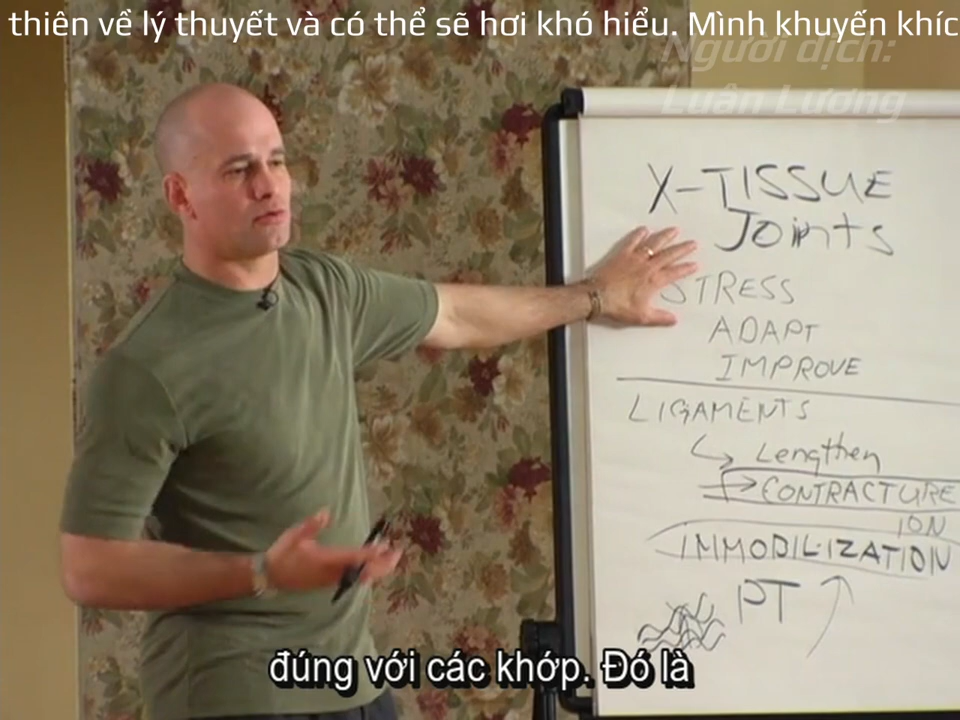 thiên về lý thuyết và có thể sẽ hơi khó hiểu. Mình khuyến khíc
Người dịch:
Luân Lương
X-TISSUE
Joints
STRESS
ADAPT
IMPROVE
LIGAMENTS
Lengthen
CONTRACTURE
ION
IMMOBILIZATION
PT
đúng với các khớp. Đó là